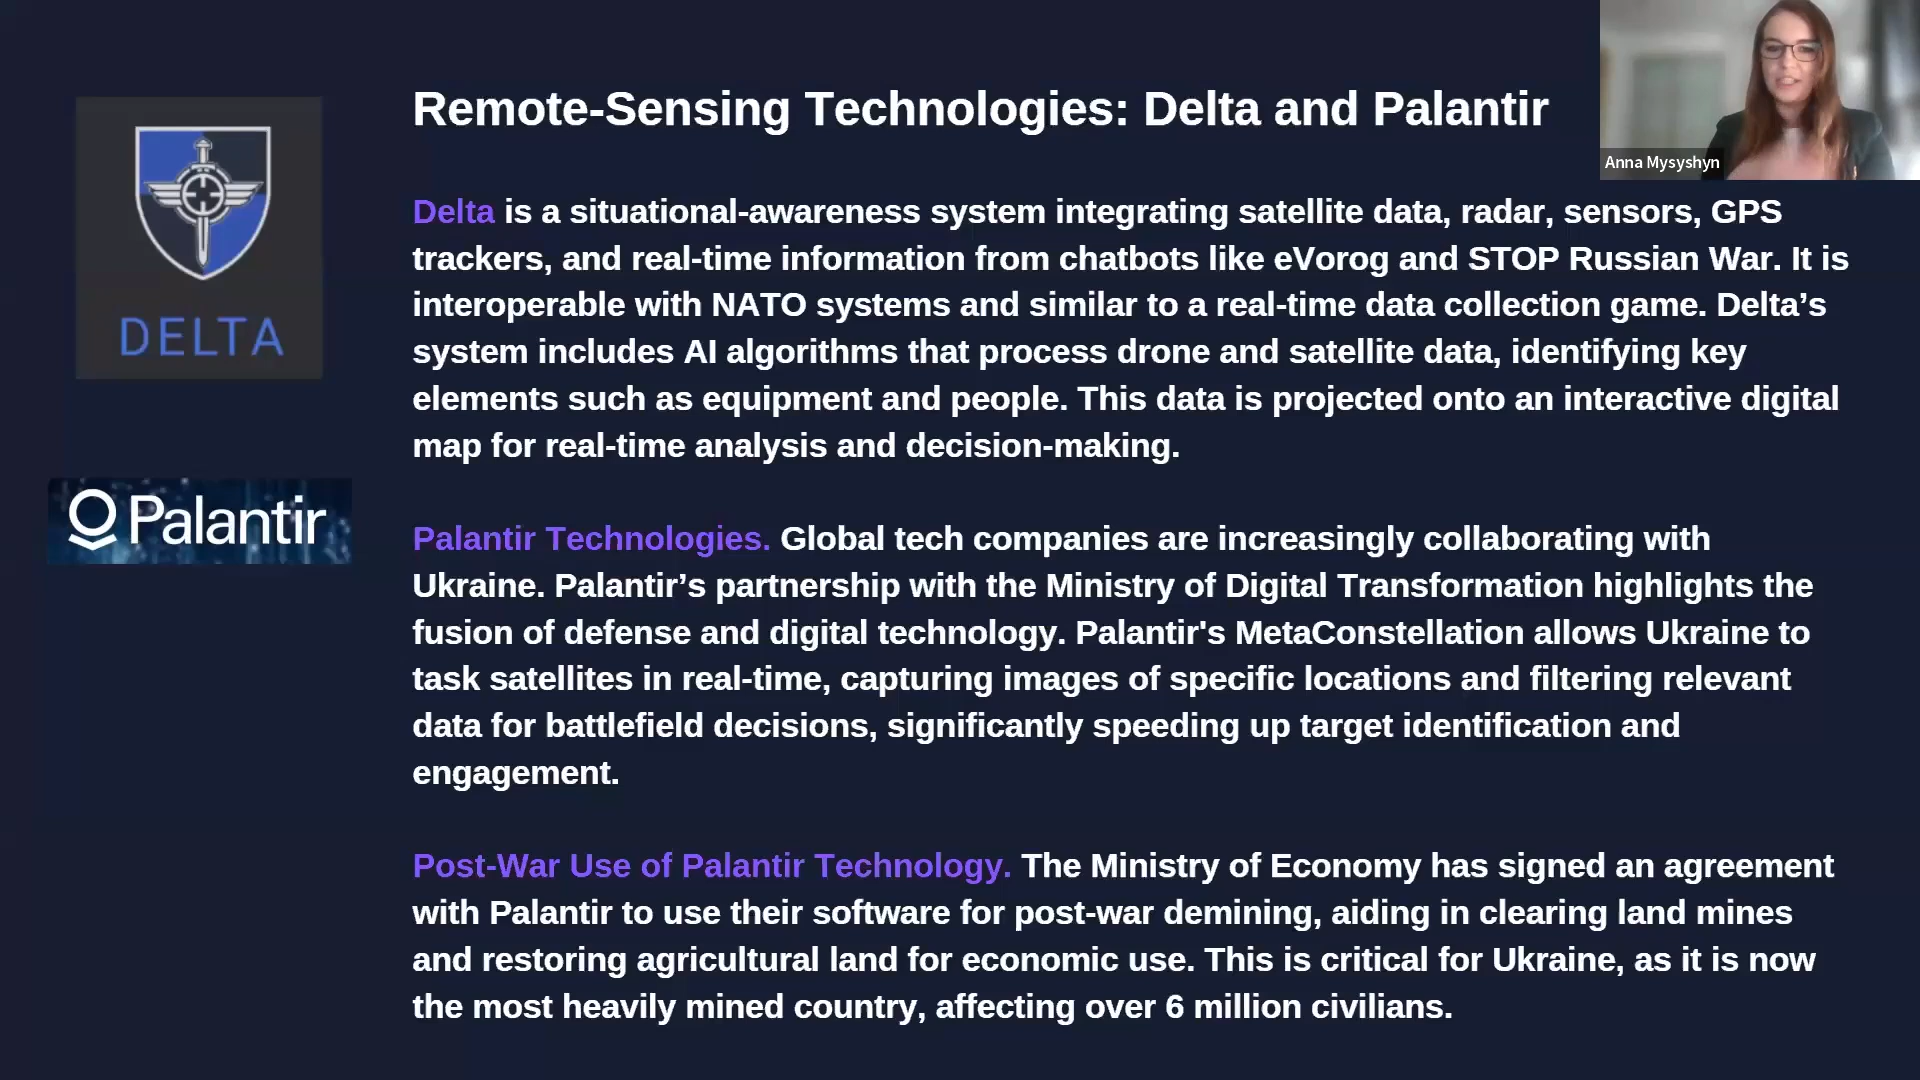 Remote-Sensing Technologies: Delta and Palantir
Anna Mysyshyn
DELTA
Delta is a situational-awareness system integrating satellite data, radar, sensors, GPS
trackers, and real-time information from chatbots like eVorog and STOP Russian War. It is
interoperable with NATO systems and similar to a real-time data collection game. Delta’s
system includes AI algorithms that process drone and satellite data, identifying key
elements such as equipment and people. This data is projected onto an interactive digital
map for real-time analysis and decision-making.
Palantir
Palantir Technologies. Global tech companies are increasingly collaborating with
Ukraine. Palantir’s partnership with the Ministry of Digital Transformation highlights the
fusion of defense and digital technology. Palantir's MetaConstellation allows Ukraine to
task satellites in real-time, capturing images of specific locations and filtering relevant
data for battlefield decisions, significantly speeding up target identification and
engagement.
Post-War Use of Palantir Technology. The Ministry of Economy has signed an agreement
with Palantir to use their software for post-war demining, aiding in clearing land mines
and restoring agricultural land for economic use. This is critical for Ukraine, as it is now
the most heavily mined country, affecting over 6 million civilians.